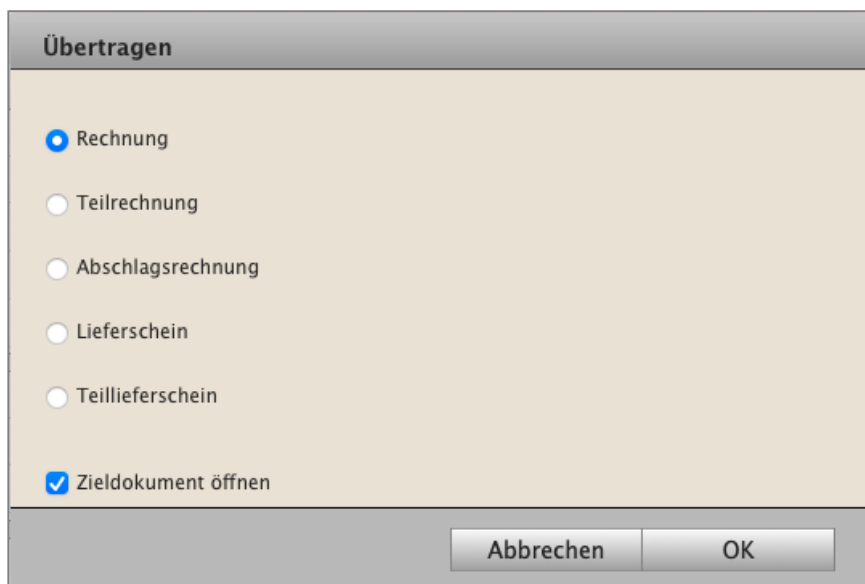 Übertragen
Rechnung
Teilrechnung
Abschlagsrechnung
Lieferschein
Teillieferschein
Zieldokument öffnen
Abbrechen OK